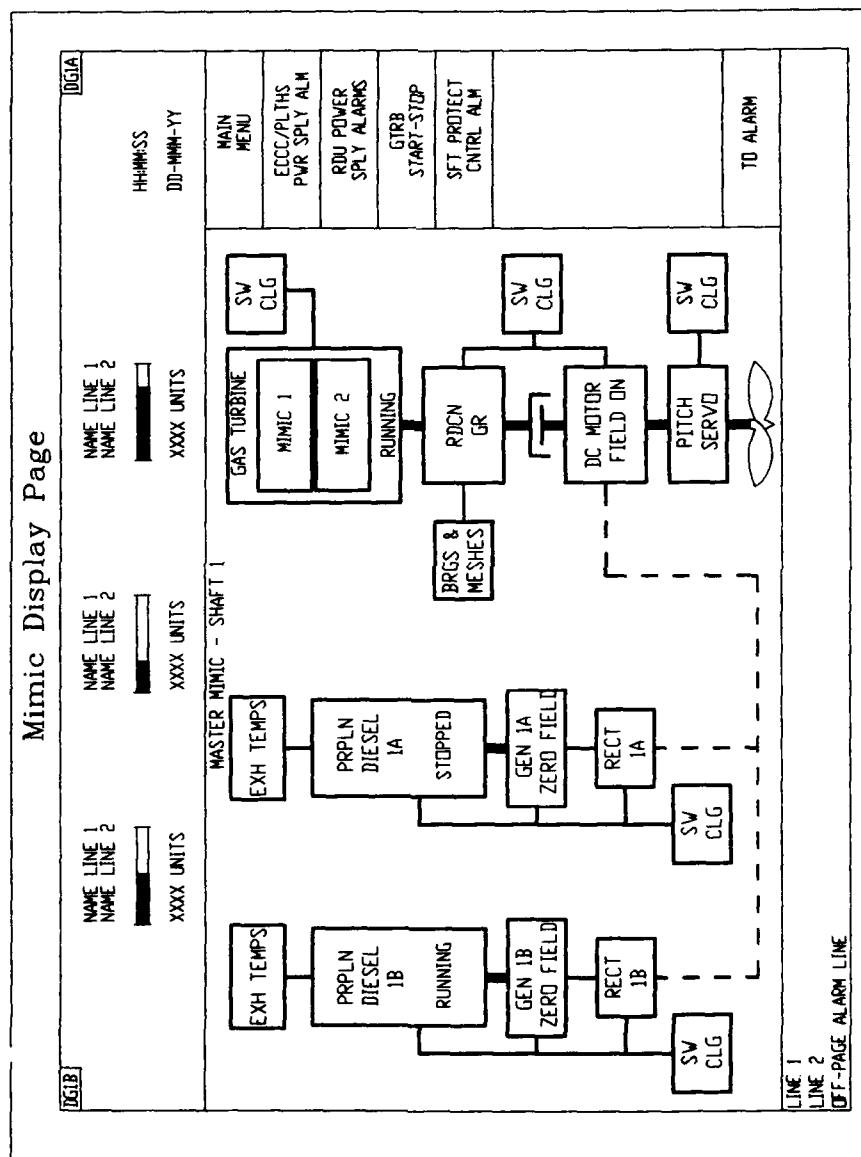 Mimic Display Page
DG1B
DG1A
NAME LINE 1
NAME LINE 2
XXXX UNITS
NAME LINE 1
NAME LINE 2
XXXX UNITS
NAME LINE 1
NAME LINE 2
XXXX UNITS
HH:MM:SS
DD-MMM-YY
MASTER MIMIC - SHAFT 1
EXH TEMPS
PRPLN
DIESEL
1B
RUNNING
GEN 1B
ZERO FIELD
RECT
1B
SW
CLG
EXH TEMPS
PRPLN
DIESEL
1A
STOPPED
GEN 1A
ZERO FIELD
RECT
1A
SW
CLG
GAS TURBINE
MIMIC 1
MIMIC 2
RUNNING
SW
CLG
BRGS &
MESHES
RDCN
GR
SW
CLG
DC MOTOR
FIELD ON
PITCH
SERVO
SW
CLG
MAIN
MENU
ECCC/PLTHS
PWR SPLY ALM
RDU POWER
SPLY ALARMS
GTRB
START-STOP
SFT PROTECT
CNTRL ALM
TO ALARM
LINE 1
LINE 2
OFF-PAGE ALARM LINE